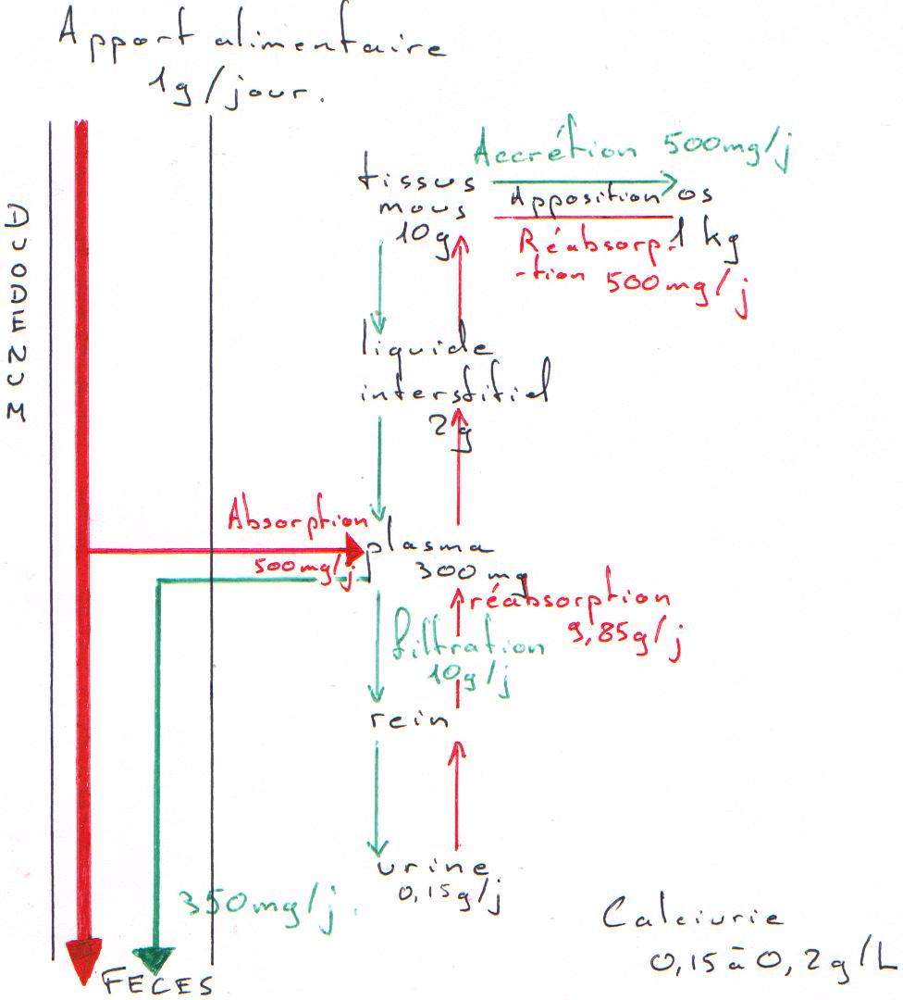 Apport alimentaire
1g/jour.
DUODENUM
Accrétion 500mg/j
tissus
mous
10g
Apposition
os
1 kg
Réabsorp.
-tion 500mg/j
liquide
interstitiel
2g
Absorption
500mg/j
plasma
300 mg
réabsorption
9,85g/j
filtration
10g/j
rein
urine
0,15g/j
350mg/j.
FECES
Calciurie
0,15 à 0,2g/L